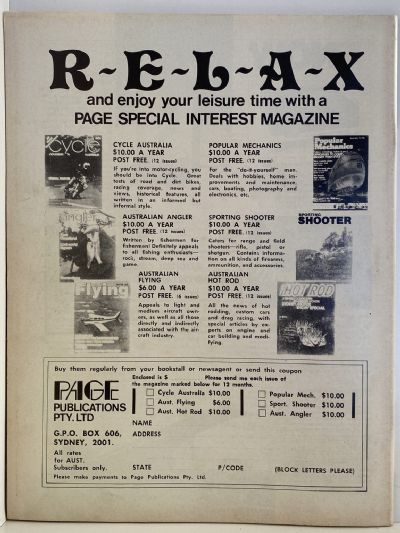 R-E-L-A-X
and enjoy your leisure time with a
PAGE SPECIAL INTEREST MAGAZINE
cycle
CYCLE AUSTRALIA
$10.00 A YEAR
POST FREE. (12 issues)
If you're into motorcycling, you
should be into Cycle. Great
tests of road and dirt bikes,
racing coverage, news and
views, historical features, all
written in an informed but
informal style.
POPULAR MECHANICS
$10.00 A YEAR
POST FREE. (12 issues)
For the "do-it-yourself" man.
Deals with hobbies, home im-
provements and maintenance,
cars, boating, photography and
electronics, etc.
Popular
Mechanics
angler
AUSTRALIAN ANGLER
$10.00 A YEAR
POST FREE. (12 issues)
Written by fishermen for
fishermen! Definitely appeals
to all fishing enthusiasts—
rock, stream, deep sea and
game.
SPORTING SHOOTER
$10.00 A YEAR
POST FREE. (12 issues)
Caters for range and field
shooters—rifle, pistol or
shotgun. Contains informa-
tion on all kinds of firearms,
ammunition, and accessories.
SPORTING
SHOOTER
Flying
AUSTRALIAN
FLYING
$6.00 A YEAR
POST FREE. (6 issues)
Appeals to light and
medium aircraft own-
ers, as well as all those
directly and indirectly
associated with the air-
craft industry.
AUSTRALIAN
HOT ROD
$10.00 A YEAR
POST FREE. (12 issues)
All the news of hot
rodding, custom cars
and drag racing, with
special articles by ex-
perts on engine and
car building and modi-
fying.
HOT ROD
Buy them regularly from your bookstall or newsagent or send this coupon
PAGE
PUBLICATIONS
PTY. LTD
G.P.O. BOX 606,
SYDNEY, 2001.
All rates
for AUST.
Subscribers only.
Enclosed is $ Please send me each issue of
the magazine marked below for 12 months.
Cycle Australia $10.00
Aust. Flying $6.00
Aust. Hot Rod $10.00
Popular Mech. $10.00
Sport. Shooter $10.00
Aust. Angler $10.00
NAME
ADDRESS
STATE P/CODE (BLOCK LETTERS PLEASE)
Please make payments to Page Publications Pty. Ltd.